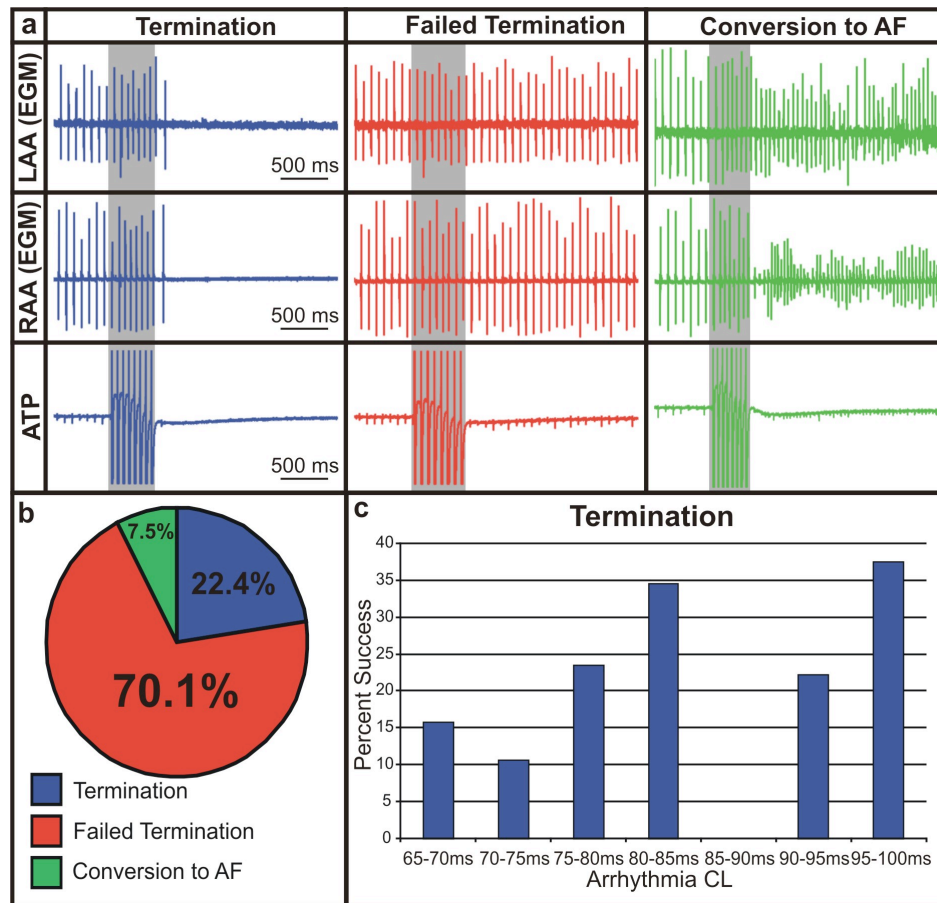 a
Termination
Failed Termination
Conversion to AF
LAA (EGM)
500 ms
RAA (EGM)
500 ms
ATP
500 ms
b
7.5%
22.4%
70.1%
Termination
Failed Termination
Conversion to AF
c
Termination
Percent Success
40
35
30
25
20
15
10
5
0
65-70ms 70-75ms 75-80ms 80-85ms 85-90ms 90-95ms 95-100ms
Arrhythmia CL